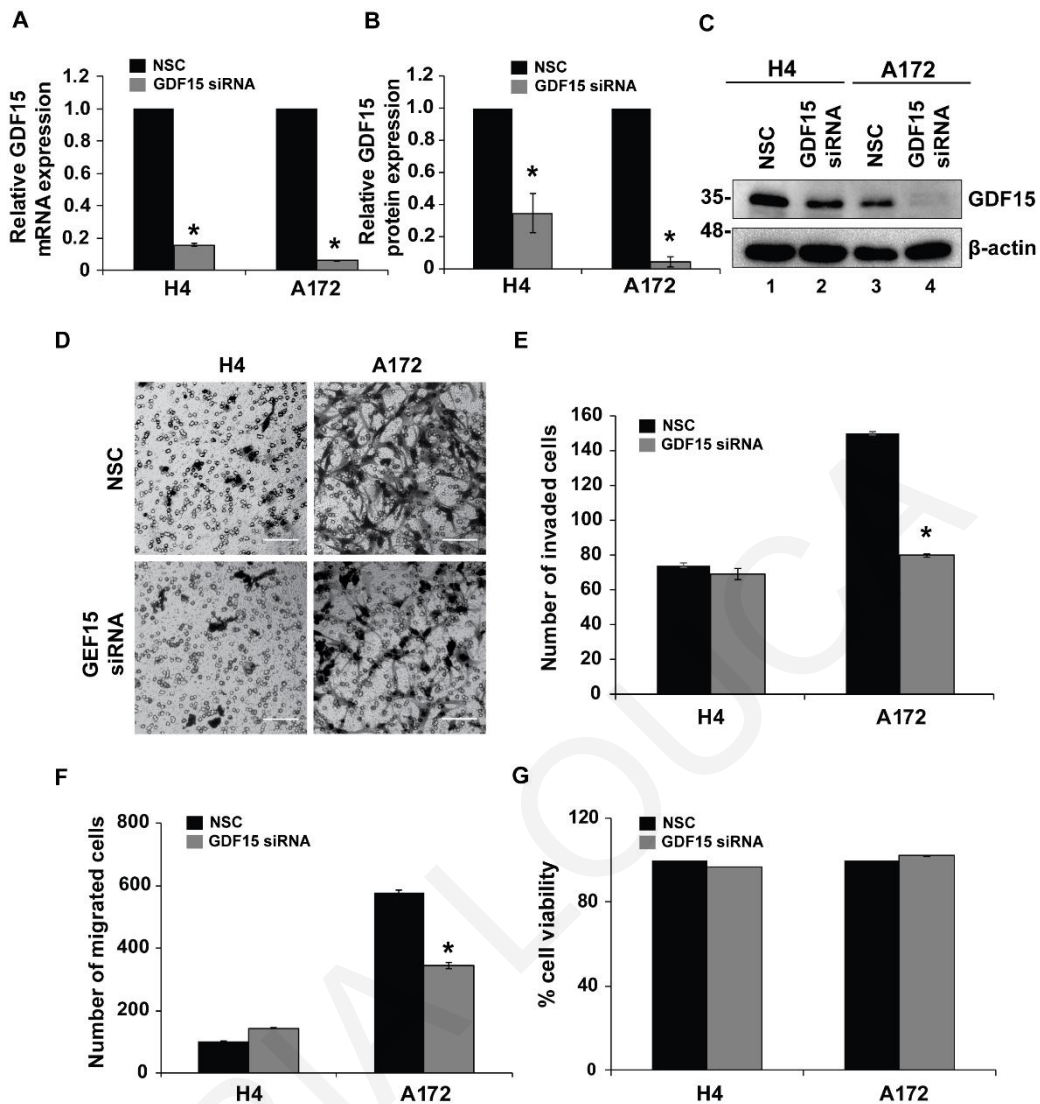 A
Relative GDF15
mRNA expression
1.2
1
0.8
0.6
0.4
0.2
0
NSC
GDF15 siRNA
*
*
H4
A172
B
Relative GDF15
protein expression
1.2
1
0.8
0.6
0.4
0.2
0
NSC
GDF15 siRNA
*
*
H4
A172
C
H4
A172
NSC
GDF15
siRNA
NSC
GDF15
siRNA
35-
GDF15
48-
β-actin
1 2 3 4
D
H4
A172
NSC
GEF15
siRNA
E
Number of invaded cells
160
140
120
100
80
60
40
20
0
NSC
GDF15 siRNA
*
H4
A172
F
Number of migrated cells
800
600
400
200
0
NSC
GDF15 siRNA
*
H4
A172
G
% cell viability
120
80
40
0
NSC
GDF15 siRNA
H4
A172
IA LOUCA